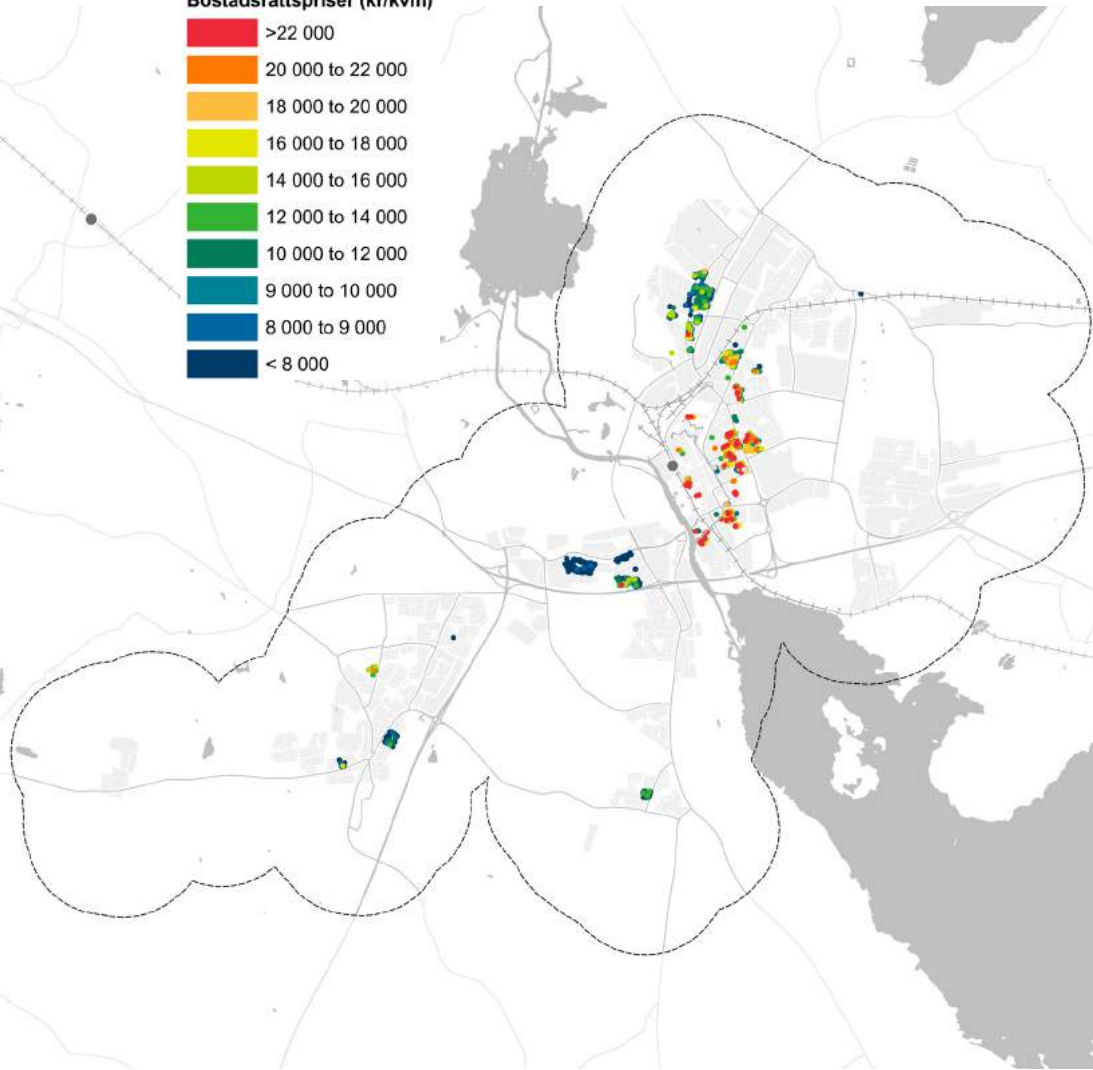 Bostadsrättspriser (kr/kvm)
>22 000
20 000 to 22 000
18 000 to 20 000
16 000 to 18 000
14 000 to 16 000
12 000 to 14 000
10 000 to 12 000
9 000 to 10 000
8 000 to 9 000
< 8 000